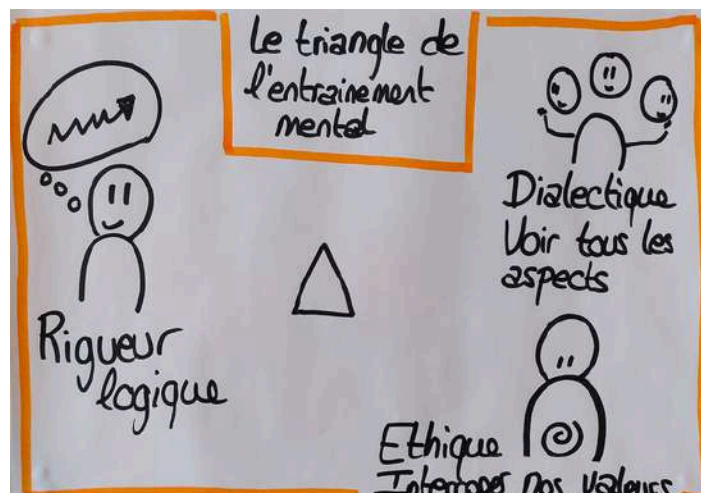 Le triangle de
l'entrainement
mental
Rigueur
logique
Dialectique
Voir tous les
aspects
Ethique
Interroger nos valeurs